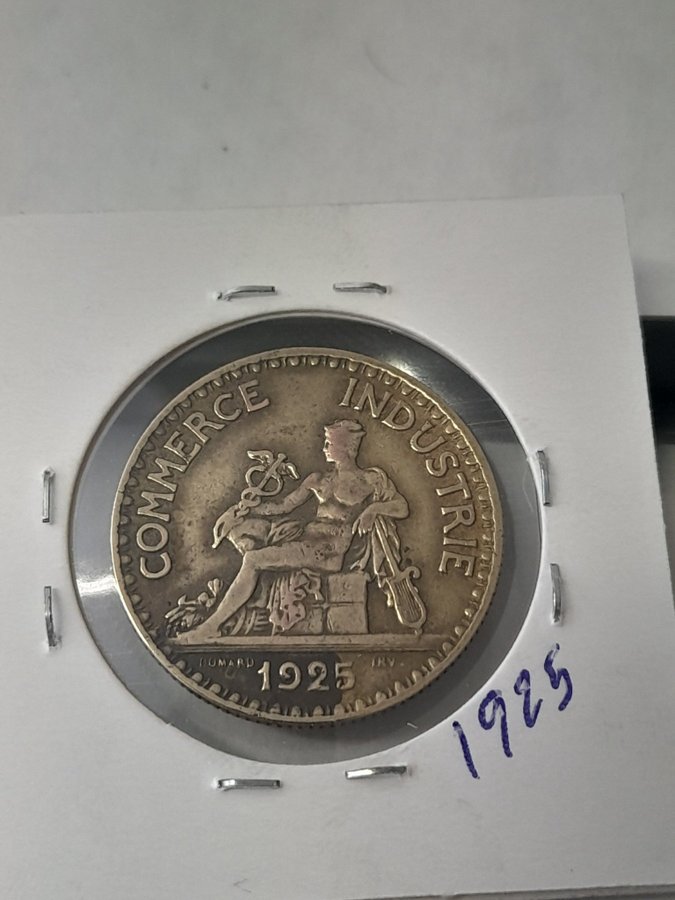 COMMERCE INDUSTRIE
DOMARD INV.
1925
1925